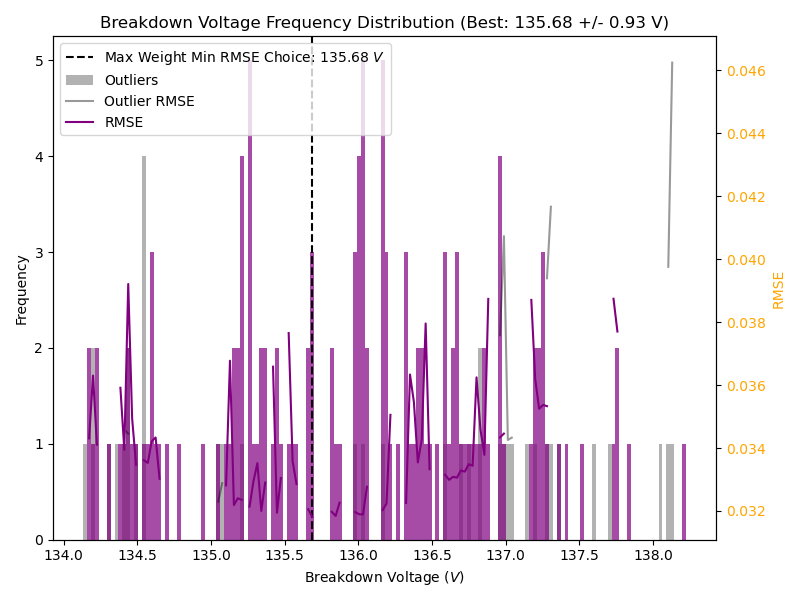 Breakdown Voltage Frequency Distribution (Best: 135.68 +/- 0.93 V)
Max Weight Min RMSE Choice: 135.68 V
Outliers
Outlier RMSE
RMSE
Frequency
5
4
3
2
1
0
0.046
0.044
0.042
0.040
0.038
0.036
0.034
0.032
RMSE
134.0 134.5 135.0 135.5 136.0 136.5 137.0 137.5 138.0
Breakdown Voltage (V)